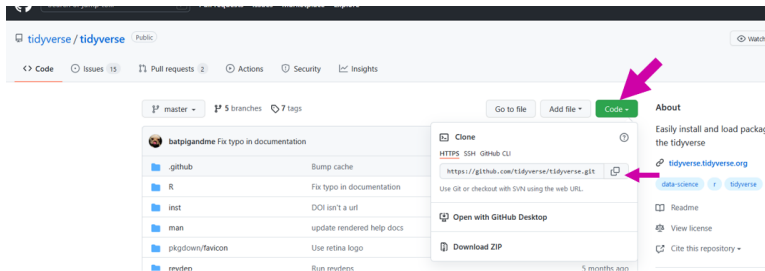 tidyverse / tidyverse Public
Watch
Code Issues 15 Pull requests 2 Actions Security Insights
master 5 branches 7 tags Go to file Add file Code
About
batpigandme Fix typo in documentation
Clone
Easily install and load packag
the tidyverse
HTTPS SSH GitHub CLI
.github Bump cache
https://github.com/tidyverse/tidyverse.git
tidyverse.tidyverse.org
R Fix typo in documentation
Use Git or checkout with SVN using the web URL.
data-science r tidyverse
inst DOI isn't a url
Open with GitHub Desktop
Readme
man update rendered help docs
View license
pkgdown/favicon Use retina logo
Download ZIP
Cite this repository
revdep Run revdeps 5 months ago